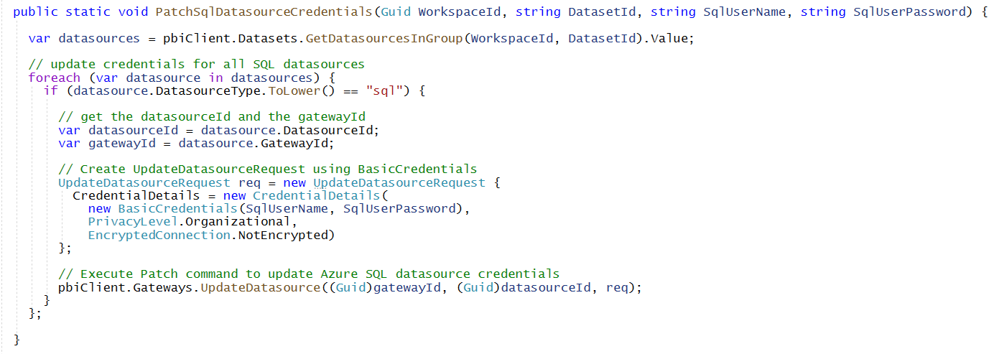 public static void PatchSqlDatasourceCredentials(Guid WorkspaceId, string DatasetId, string SqlUserName, string SqlUserPassword) {
var datasources = pbiClient.Datasets.GetDatasourcesInGroup(WorkspaceId, DatasetId).Value;
// update credentials for all SQL datasources
foreach (var datasource in datasources) {
if (datasource.DatasourceType.ToLower() == "sql") {
// get the datasourceId and the gatewayId
var datasourceId = datasource.DatasourceId;
var gatewayId = datasource.GatewayId;
// Create UpdateDatasourceRequest using BasicCredentials
UpdateDatasourceRequest req = new UpdateDatasourceRequest {
CredentialDetails = new CredentialDetails(
new BasicCredentials(SqlUserName, SqlUserPassword),
PrivacyLevel.Organizational,
EncryptedConnection.NotEncrypted)
};
// Execute Patch command to update Azure SQL datasource credentials
pbiClient.Gateways.UpdateDatasource((Guid)gatewayId, (Guid)datasourceId, req);
}
};
}